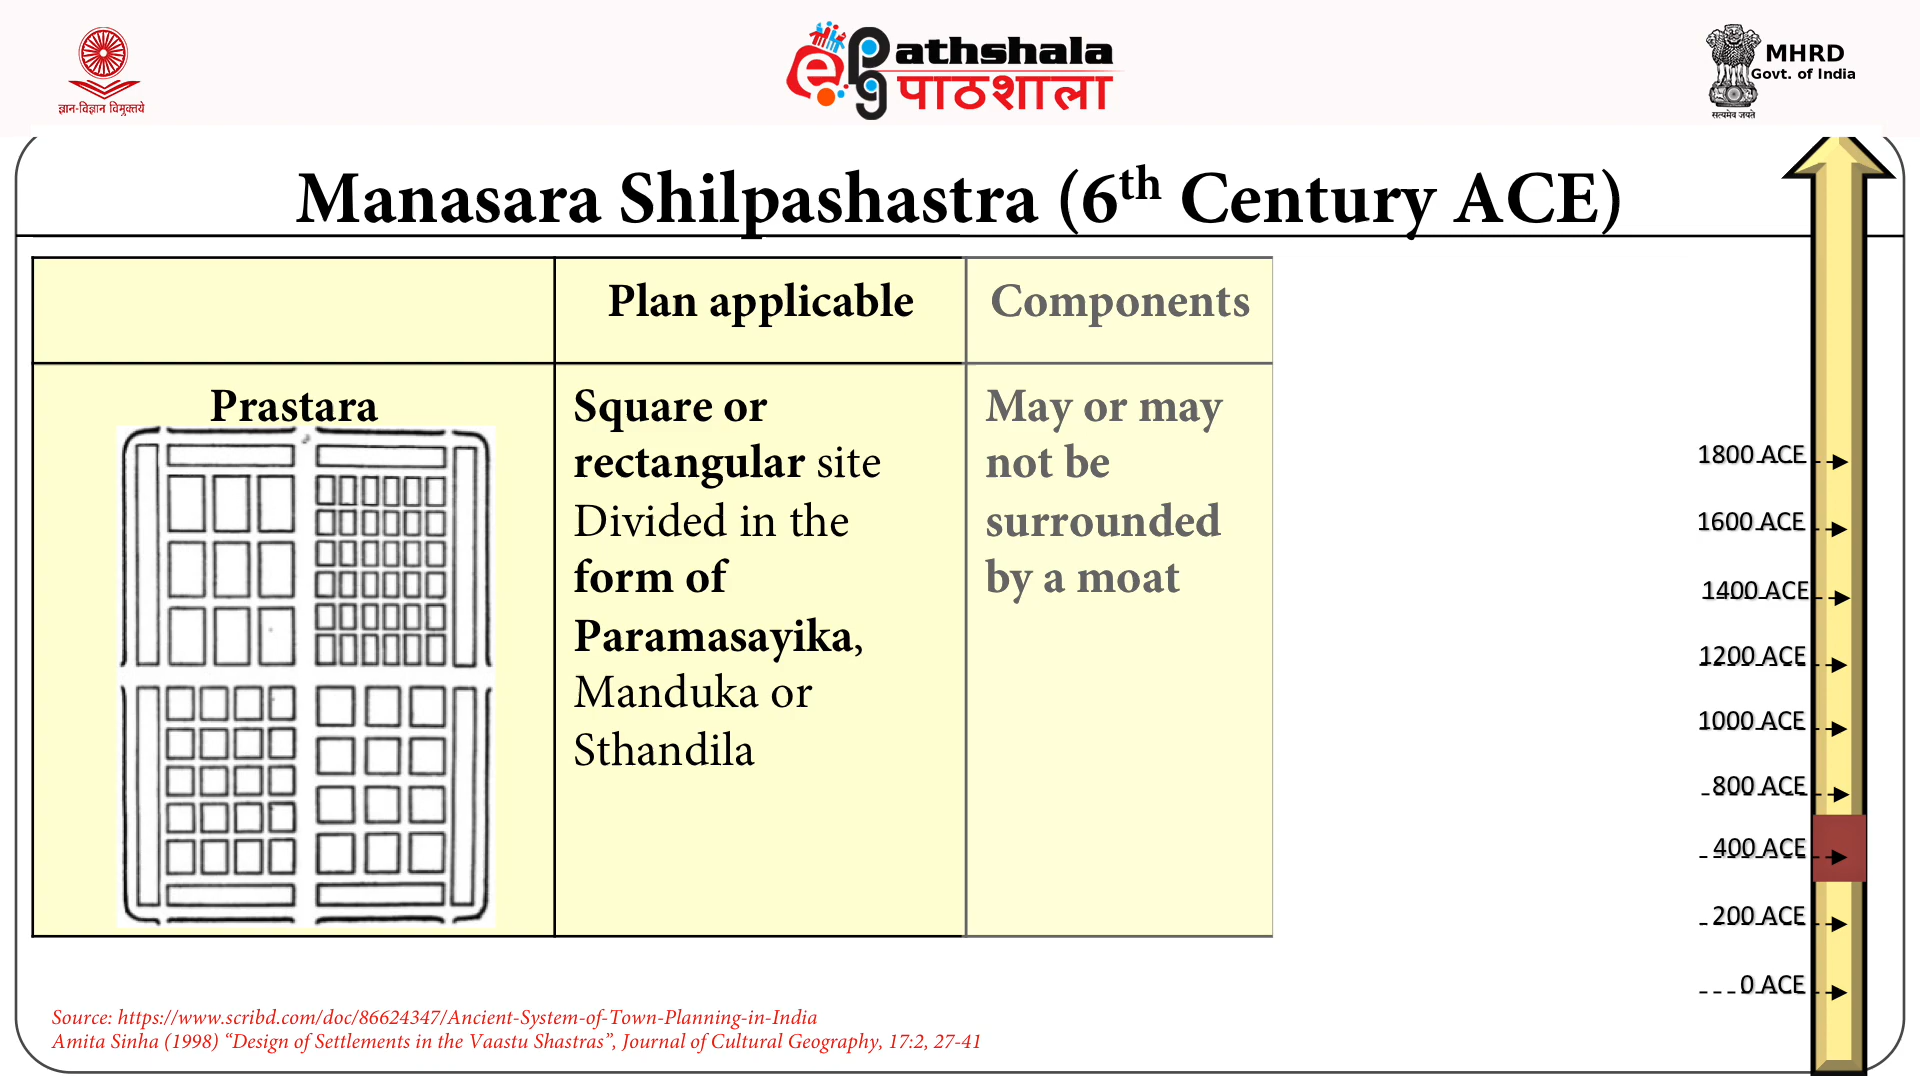 ज्ञान-विज्ञान विमुक्तये
ePG Pathshala
पाठशाला
MHRD
Govt. of India
सत्यमेव जयते
Manasara Shilpashastra (6th Century ACE)
Plan applicable
Components
Prastara
Square or
rectangular site
Divided in the
form of
Paramasayika,
Manduka or
Sthandila
May or may
not be
surrounded
by a moat
1800 ACE
1600 ACE
1400 ACE
1200 ACE
1000 ACE
800 ACE
400 ACE
200 ACE
0 ACE
Source: https://www.scribd.com/doc/86624347/Ancient-System-of-Town-Planning-in-India
Amita Sinha (1998) “Design of Settlements in the Vaastu Shastras”, Journal of Cultural Geography, 17:2, 27-41